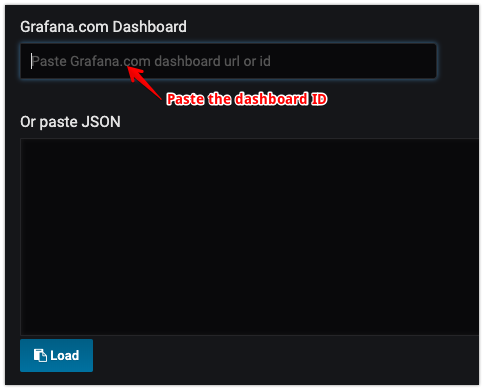 Grafana.com Dashboard
Paste Grafana.com dashboard url or id
Paste the dashboard ID
Or paste JSON
Load